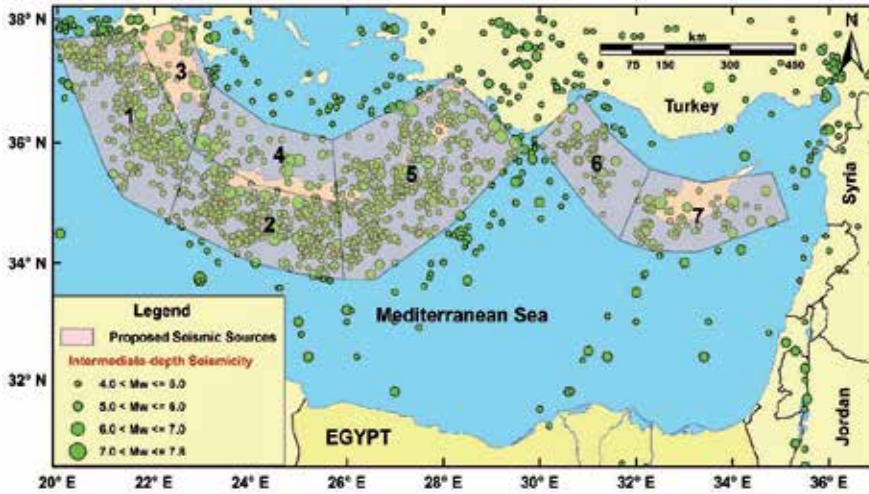 38° N
36° N
34° N
32° N
N
km
0 75 150 300 450
Turkey
Syria
Jordan
Mediterranean Sea
EGYPT
1
2
3
4
5
6
7
Legend
Proposed Seismic Sources
Intermediate-depth Seismicity
4.0 < Mw <= 5.0
5.0 < Mw <= 6.0
6.0 < Mw <= 7.0
7.0 < Mw <= 7.8
20° E 22° E 24° E 26° E 28° E 30° E 32° E 34° E 36° E